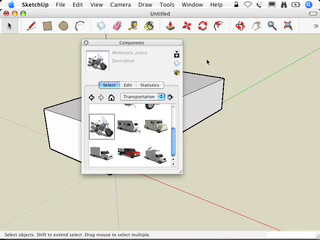 SketchUp File Edit View Camera Draw Tools Window
Untitled
Components
Motorcycle_police
Description
Select Edit Statistics
Transportation
Select objects. Shift to extend select. Drag mouse to select multiple.